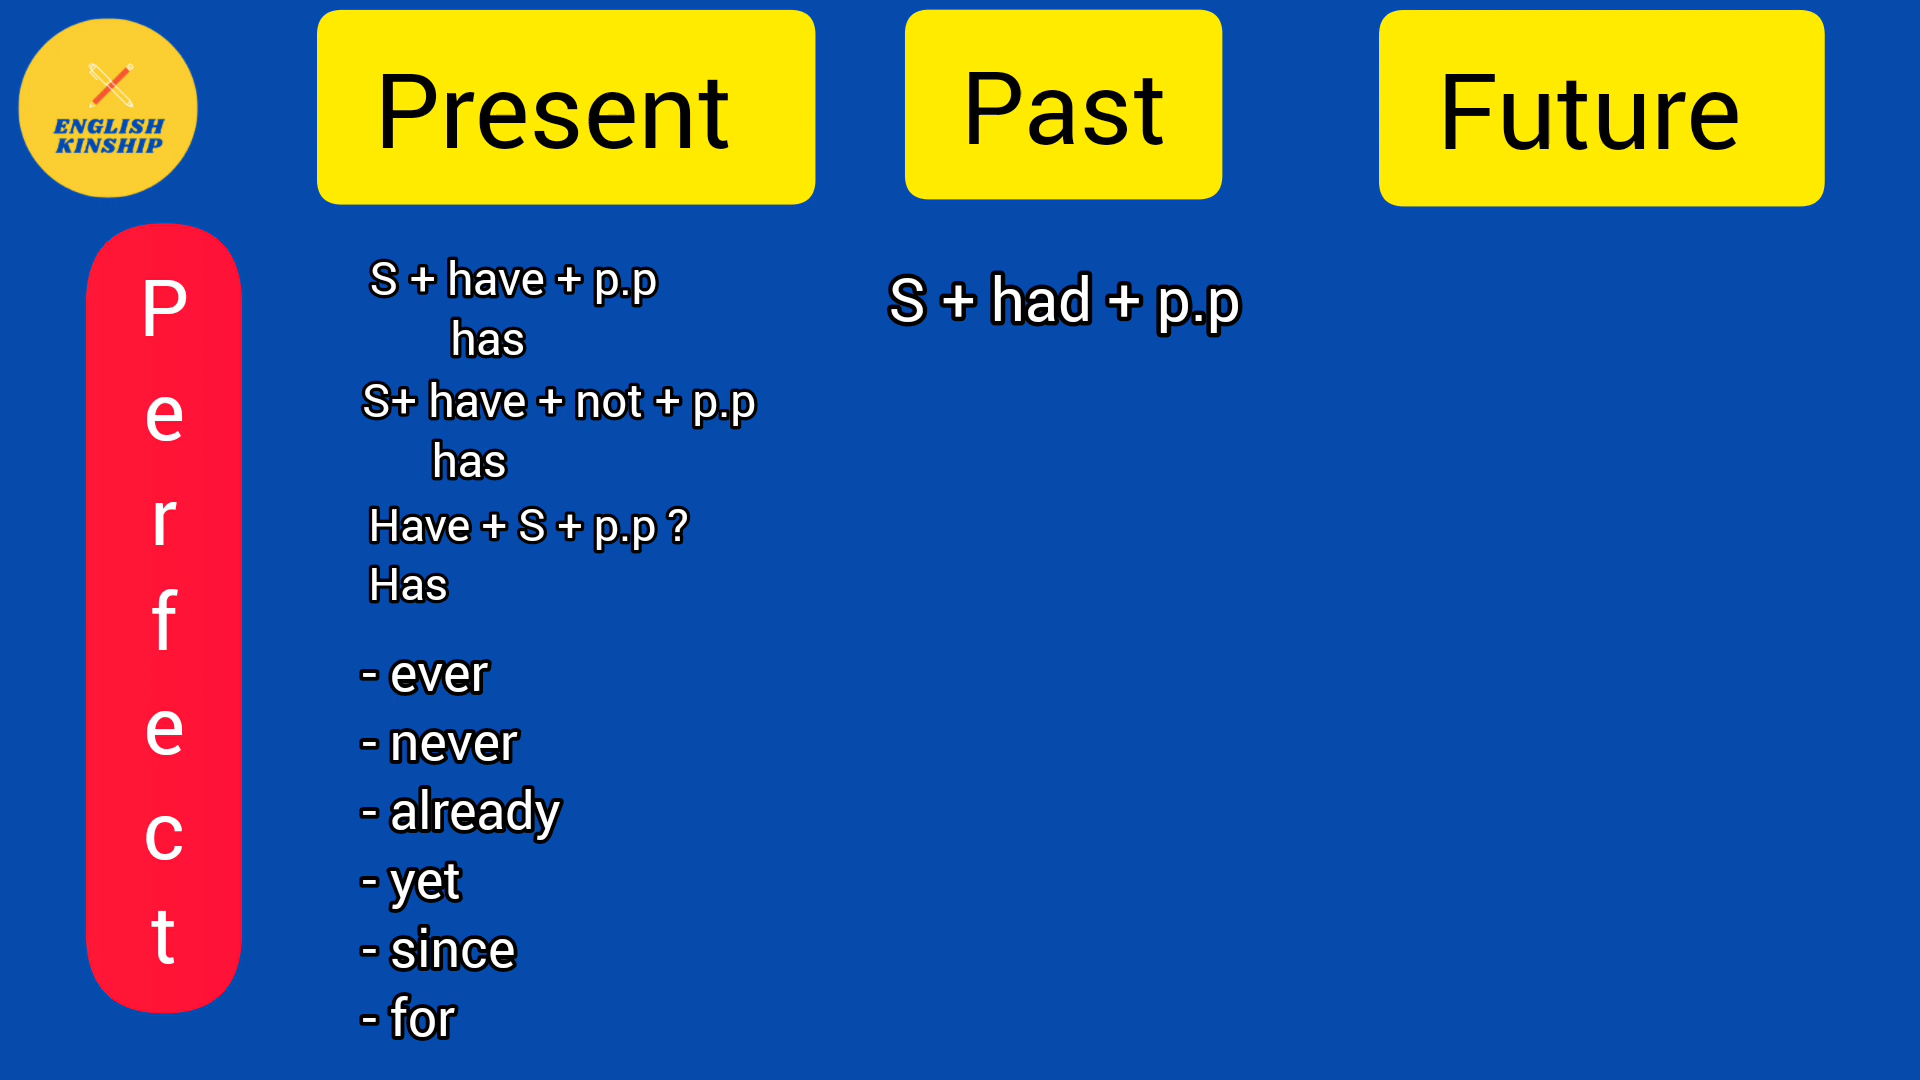 ENGLISH
KINSHIP
Present
Past
Future
P
e
r
f
e
c
t
S + have + p.p
has
S+ have + not + p.p
has
Have + S + p.p ?
Has
- ever
- never
- already
- yet
- since
- for
S + had + p.p